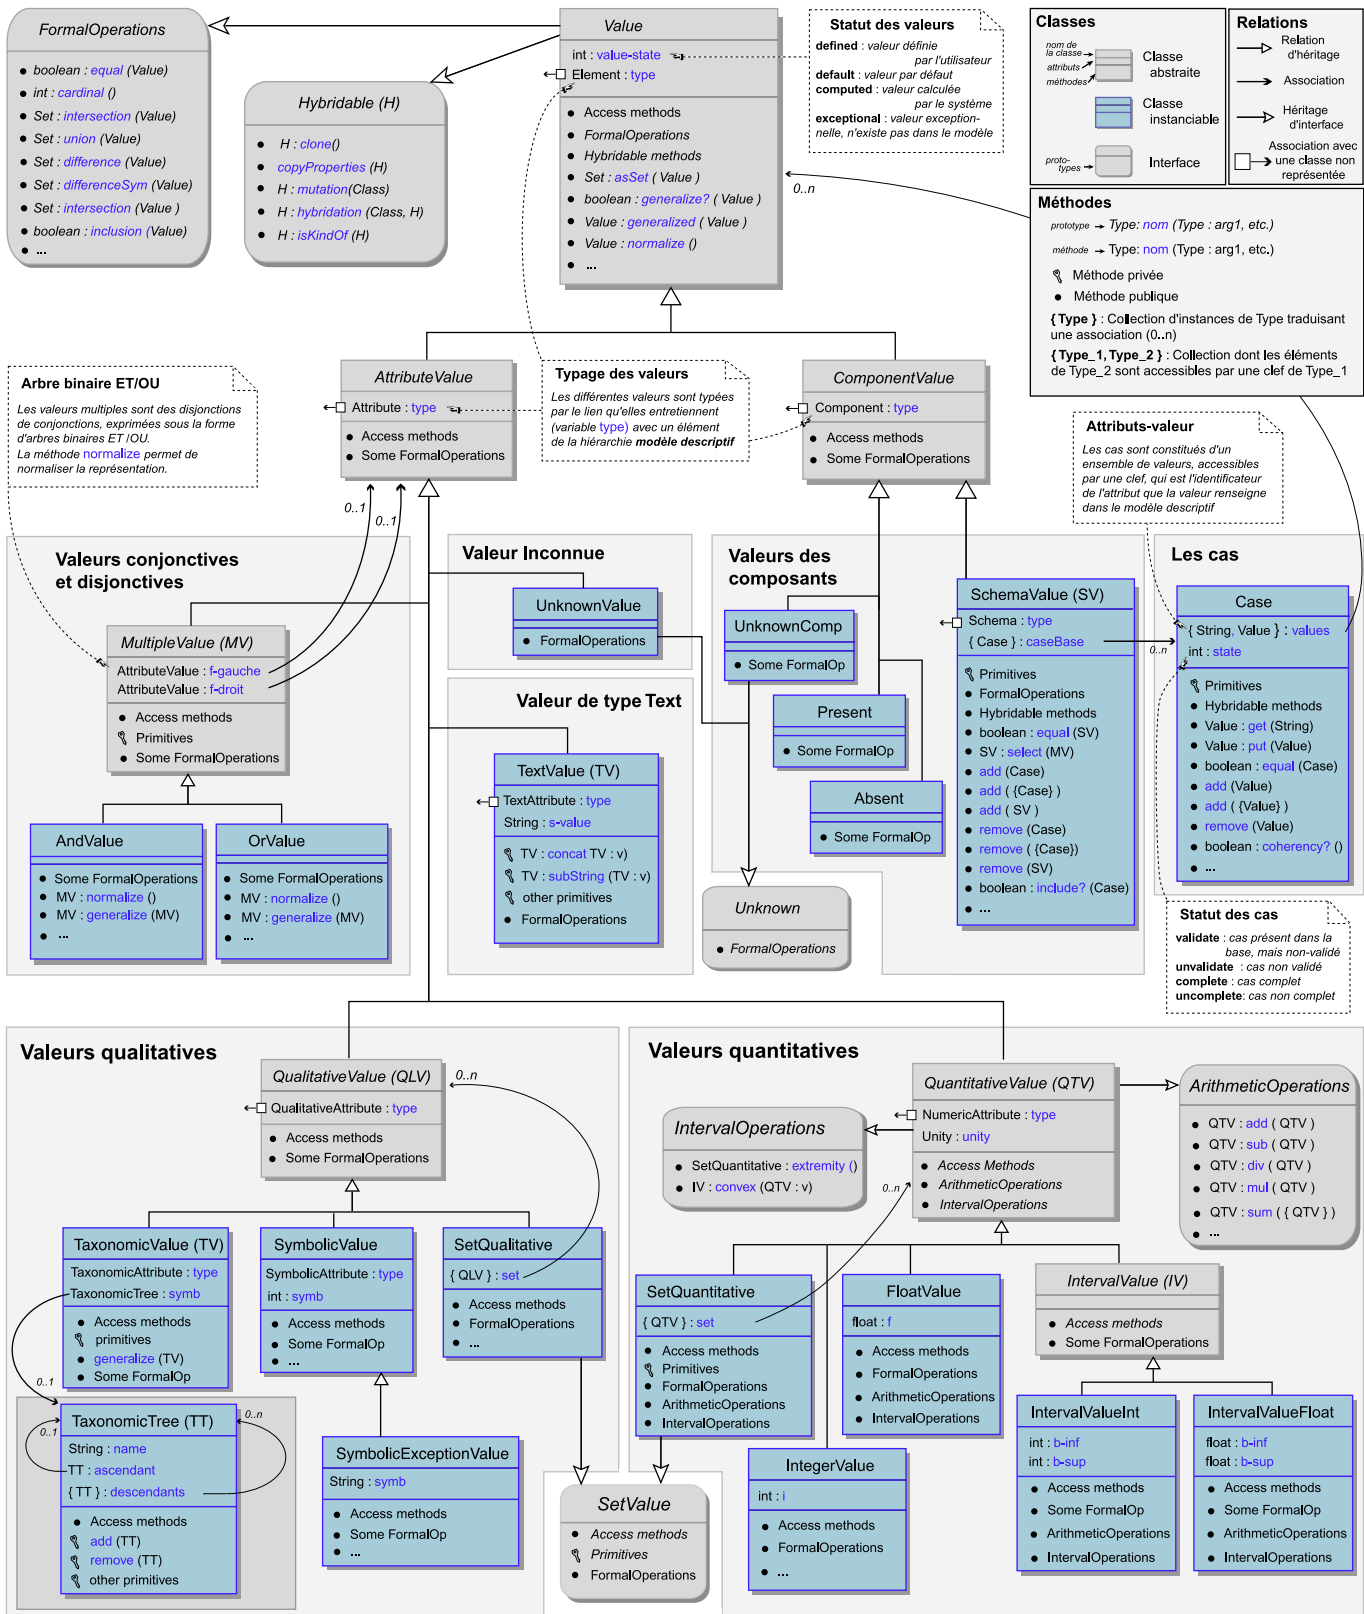 FormalOperations
boolean : equal (Value)
int : cardinal ()
Set : intersection (Value)
Set : union (Value)
Set : difference (Value)
Set : differenceSym (Value)
Set : intersection (Value )
boolean : inclusion (Value)
...
Hybridable (H)
H : clone()
copyProperties (H)
H : mutation(Class)
H : hybridation (Class, H)
H : isKindOf (H)
Value
int : value-state
Element : type
Access methods
FormalOperations
Hybridable methods
Set : asSet ( Value )
boolean : generalize? ( Value )
Value : generalized ( Value )
Value : normalize ()
...
Statut des valeurs
defined : valeur définie
par l'utilisateur
default : valeur par défaut
computed : valeur calculée
par le système
exceptional : valeur exception-
nelle, n'existe pas dans le modèle
0..n
Classes
nom de
la classe
attributs
méthodes
Classe
abstraite
Classe
instanciable
proto-
types
Interface
Relations
Relation
d'héritage
Association
Héritage
d'interface
Association avec
une classe non
représentée
Méthodes
prototype Type: nom (Type : arg1, etc.)
méthode Type: nom (Type : arg1, etc.)
Méthode privée
Méthode publique
{ Type } : Collection d'instances de Type traduisant
une association (0..n)
{ Type_1, Type_2 } : Collection dont les éléments
de Type_2 sont accessibles par une clef de Type_1
Arbre binaire ET/OU
Les valeurs multiples sont des disjonctions
de conjonctions, exprimées sous la forme
d'arbres binaires ET /OU.
La méthode normalize permet de
normaliser la représentation.
AttributeValue
Attribute : type
Access methods
Some FormalOperations
Typage des valeurs
Les différentes valeurs sont typées
par le lien qu'elles entretiennent
(variable type) avec un élément
de la hiérarchie modèle descriptif
ComponentValue
Component : type
Access methods
Some FormalOperations
Attributs-valeur
Les cas sont constitués d'un
ensemble de valeurs, accessibles
par une clef, qui est l'identificateur
de l'attribut que la valeur renseigne
dans le modèle descriptif
0..1
0..1
Valeurs conjonctives
et disjonctives
MultipleValue (MV)
AttributeValue : f-gauche
AttributeValue : f-droit
Access methods
Primitives
Some FormalOperations
AndValue
Some FormalOperations
MV : normalize ()
MV : generalize (MV)
...
OrValue
Some FormalOperations
MV : normalize ()
MV : generalize (MV)
...
Valeur Inconnue
UnknownValue
FormalOperations
Valeur de type Text
TextValue (TV)
TextAttribute : type
String : s-value
TV : concat TV : v)
TV : subString (TV : v)
other primitives
FormalOperations
Valeurs des
composants
UnknownComp
Some FormalOp
Present
Some FormalOp
Absent
Some FormalOp
Unknown
FormalOperations
SchemaValue (SV)
Schema : type
{ Case } : caseBase
Primitives
FormalOperations
Hybridable methods
boolean : equal (SV)
SV : select (MV)
add (Case)
add ( {Case} )
add ( SV )
remove (Case)
remove ( {Case})
remove (SV)
boolean : include? (Case)
...
0..n
Les cas
Case
{ String, Value } : values
int : state
Primitives
Hybridable methods
Value : get (String)
Value : put (Value)
boolean : equal (Case)
add (Value)
add ( {Value} )
remove (Value)
boolean : coherency? ()
...
Statut des cas
validate : cas présent dans la
base, mais non-validé
unvalidate : cas non validé
complete : cas complet
uncomplete: cas non complet
Valeurs qualitatives
QualitativeValue (QLV)
QualitativeAttribute : type
Access methods
Some FormalOperations
0..n
TaxonomicValue (TV)
TaxonomicAttribute : type
TaxonomicTree : symb
Access methods
primitives
generalize (TV)
Some FormalOp
SymbolicValue
SymbolicAttribute : type
int : symb
Access methods
Some FormalOp
...
SetQualitative
{ QLV } : set
Access methods
FormalOperations
...
0..1
TaxonomicTree (TT)
0..1
0..n
String : name
TT : ascendant
{ TT } : descendants
Access methods
add (TT)
remove (TT)
other primitives
SymbolicExceptionValue
String : symb
Access methods
Some FormalOp
...
SetValue
Access methods
Primitives
FormalOperations
Valeurs quantitatives
IntervalOperations
SetQuantitative : extremity ()
IV : convex (QTV : v)
QuantitativeValue (QTV)
NumericAttribute : type
Unity : unity
Access Methods
ArithmeticOperations
IntervalOperations
0..n
ArithmeticOperations
QTV : add ( QTV )
QTV : sub ( QTV )
QTV : div ( QTV )
QTV : mul ( QTV )
QTV : sum ( { QTV } )
...
SetQuantitative
{ QTV } : set
Access methods
Primitives
FormalOperations
ArithmeticOperations
IntervalOperations
FloatValue
float : f
Access methods
FormalOperations
ArithmeticOperations
IntervalOperations
IntervalValue (IV)
Access methods
Some FormalOperations
IntegerValue
int : i
Access methods
FormalOperations
...
IntervalValueInt
int : b-inf
int : b-sup
Access methods
Some FormalOp
ArithmeticOperations
IntervalOperations
IntervalValueFloat
float : b-inf
float : b-sup
Access methods
Some FormalOp
ArithmeticOperations
IntervalOperations